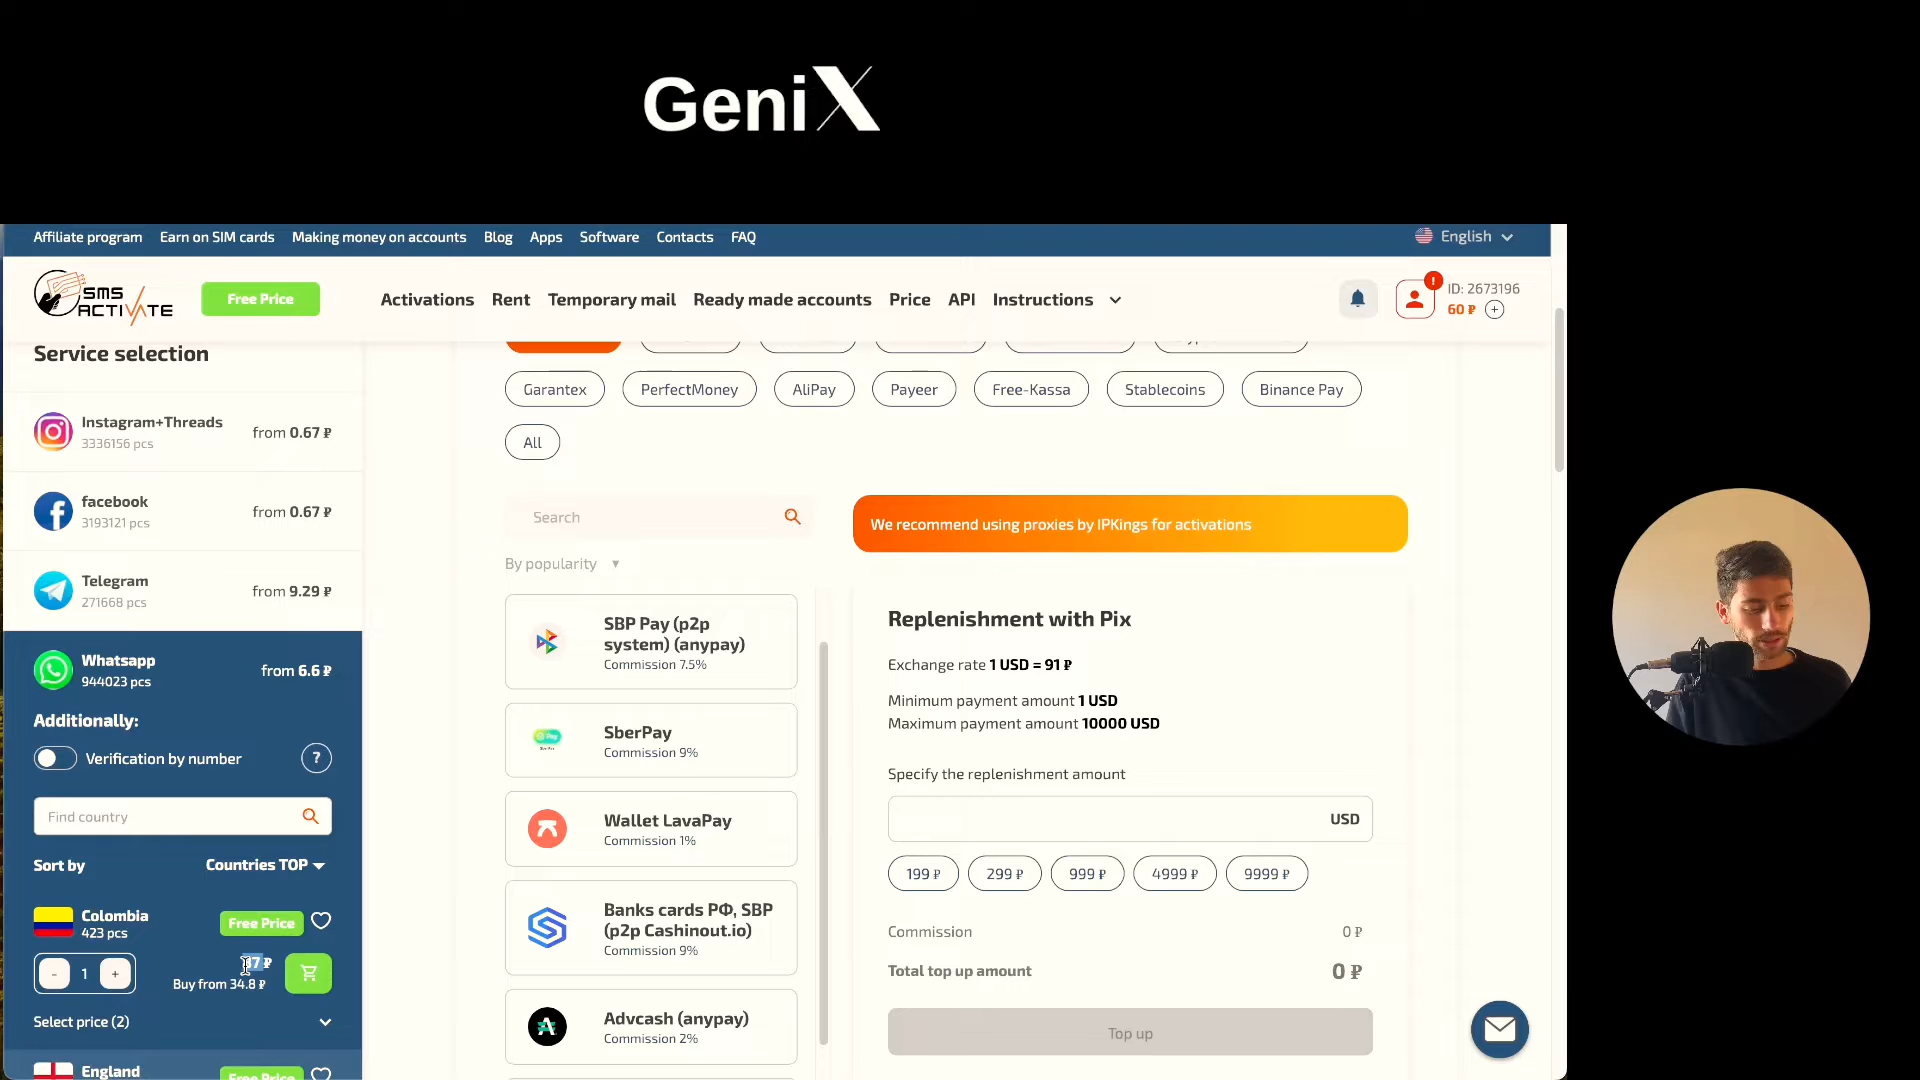 GeniX
Affiliate program Earn on SIM cards Making money on accounts Blog Apps Software Contacts FAQ English
SMS ACTIVATE
Free Price
Activations Rent Temporary mail Ready made accounts Price API Instructions
!
ID: 2673196
60 ₽ +
Service selection
Instagram+Threads
3336156 pcs
from 0.67 ₽
facebook
3193121 pcs
from 0.67 ₽
Telegram
271668 pcs
from 9.29 ₽
Whatsapp
944023 pcs
from 6.6 ₽
Additionally:
Verification by number ?
Find country
Sort by Countries TOP
Colombia
423 pcs
Free Price
- 1 +
Buy from 34.8 ₽
Select price (2)
England
Free Price
Garantex PerfectMoney AliPay Payeer Free-Kassa Stablecoins Binance Pay
All
Search
By popularity
SBP Pay (p2p
system) (anypay)
Commission 7.5%
SberPay
Commission 9%
Wallet LavaPay
Commission 1%
Banks cards РФ, SBP
(p2p Cashinout.io)
Commission 9%
Advcash (anypay)
Commission 2%
We recommend using proxies by IPKings for activations
Replenishment with Pix
Exchange rate 1 USD = 91 ₽
Minimum payment amount 1 USD
Maximum payment amount 10000 USD
Specify the replenishment amount
USD
199 ₽ 299 ₽ 999 ₽ 4999 ₽ 9999 ₽
Commission 0 ₽
Total top up amount 0 ₽
Top up